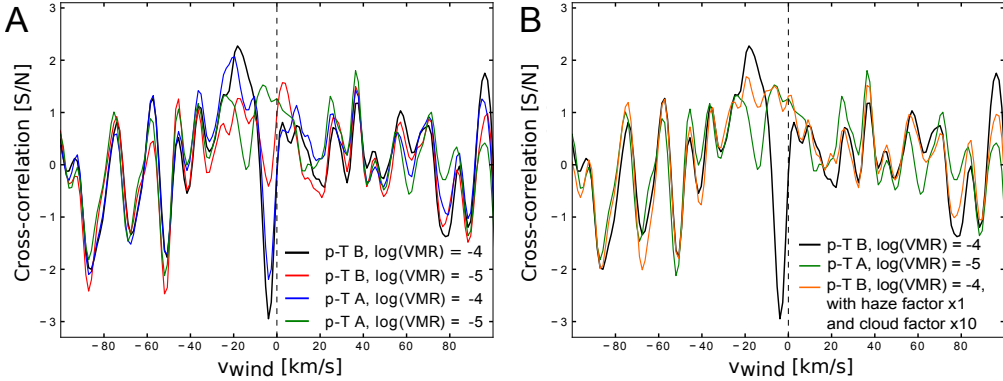 A
Cross-correlation [S/N]
3
2
1
0
−1
−2
−3
p-T B, log(VMR) = -4
p-T B, log(VMR) = -5
p-T A, log(VMR) = -4
p-T A, log(VMR) = -5
−80 −60 −40 −20 0 20 40 60 80
vwind [km/s]
B
Cross-correlation [S/N]
3
2
1
0
−1
−2
−3
p-T B, log(VMR) = -4
p-T A, log(VMR) = -5
p-T B, log(VMR) = -4,
with haze factor x1
and cloud factor x10
−80 −60 −40 −20 0 20 40 60 80
vwind [km/s]